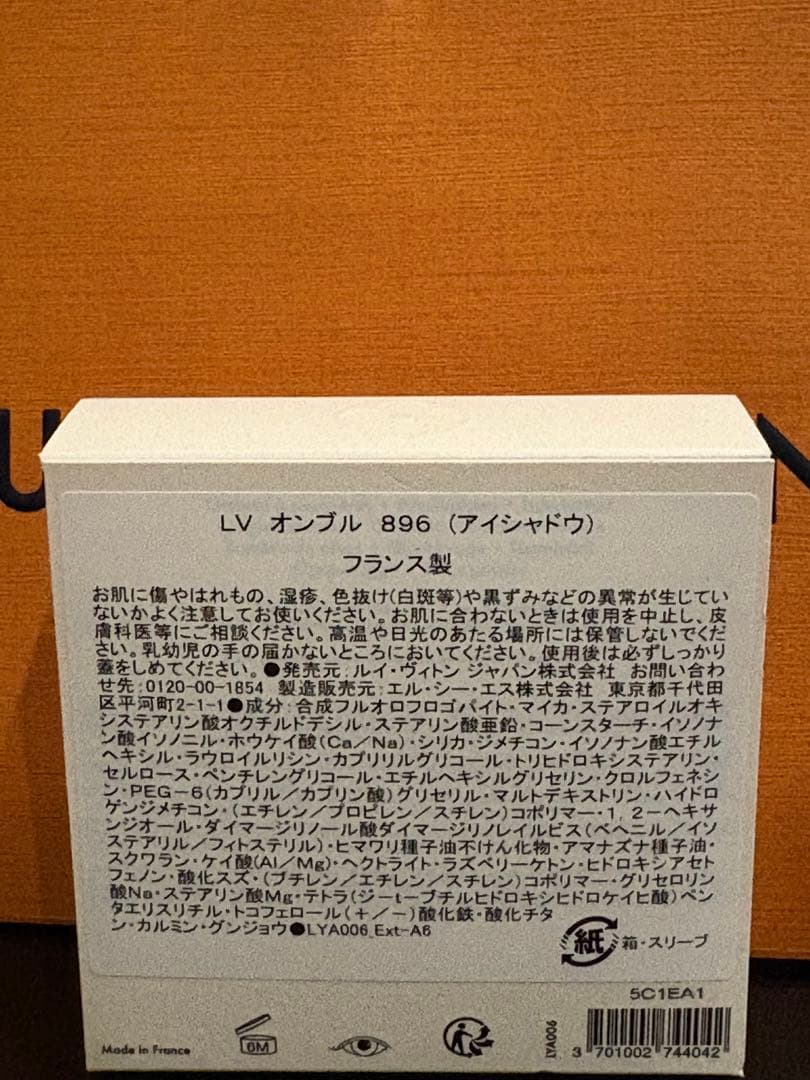 LV オンブル 896 (アイシャドウ)
フランス製
お肌に傷やはれもの、湿疹、色抜け(白斑等)や黒ずみなどの異常が生じてい
ないかよく注意してお使いください。お肌に合わないときは使用を中止し、皮
膚科医等にご相談ください。高温や日光のあたる場所には保管しないでくだ
さい。乳幼児の手の届かないところにおいてください。使用後は必ずしっかり
蓋をしめてください。●発売元:ルイ・ヴィトン ジャパン株式会社 お問い合わ
せ先:0120-00-1854 製造販売元:エル・シー・エス株式会社 東京都千代田
区平河町2-1-1●成分:合成フルオロフロゴパイト・マイカ・ステアロイルオキ
システアリン酸オクチルドデシル・ステアリン酸亜鉛・コーンスターチ・イソノナ
ン酸イソノニル・ホウケイ酸(Ca/Na)・シリカ・ジメチコン・イソノナン酸エチル
ヘキシル・ラウロイルリシン・カプリリルグリコール・トリヒドロキシステアリン・
セルロース・ペンチレングリコール・エチルヘキシルグリセリン・クロルフェネシ
ン・PEG-6(カプリル/カプリン酸)グリセリル・マルトデキストリン・ハイドロ
ゲンジメチコン・(エチレン/プロピレン/スチレン)コポリマー・1,2-ヘキサ
ンジオール・ダイマージリノール酸ダイマージリノレイルビス(ベヘニル/イソ
ステアリル/フィトステリル)・ヒマワリ種子油不けん化物・アマナズナ種子油・
スクワラン・ケイ酸(Al/Mg)・ヘクトライト・ラズベリーケトン・ヒドロキシアセト
フェノン・酸化スズ・(ブチレン/エチレン/スチレン)コポリマー・グリセロリン
酸Na・ステアリン酸Mg・テトラ(ジ-t-ブチルヒドロキシヒドロケイヒ酸)ペン
タエリスリチル・トコフェロール(+/-)酸化鉄・酸化チタ
ン・カルミン・グンジョウ●LYA006_Ext-A6
紙 箱・スリーブ
5C1EA1
Made in France
6M
LYA006
3 701002 744042